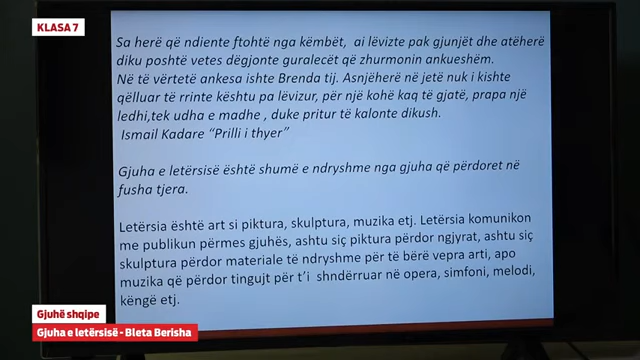 KLASA 7
Sa herë që ndiente ftohtë nga këmbët, ai lëvizte pak gjunjët dhe atëherë
diku poshtë vetes dëgjonte guralecët që zhurmonin ankueshëm.
Në të vërtetë ankesa ishte Brenda tij. Asnjëherë në jetë nuk i kishte
qëlluar të rrinte kështu pa lëvizur, për një kohë kaq të gjatë, prapa një
ledhi,tek udha e madhe , duke pritur të kalonte dikush.
Ismail Kadare “Prilli i thyer”
Gjuha e letërsisë është shumë e ndryshme nga gjuha që përdoret në
fusha tjera.
Letërsia është art si piktura, skulptura, muzika etj. Letërsia komunikon
me publikun përmes gjuhës, ashtu siç piktura përdor ngjyrat, ashtu siç
skulptura përdor materiale të ndryshme për të bërë vepra arti, apo
muzika që përdor tingujt për t’i shndërruar në opera, simfoni, melodi,
këngë etj.
Gjuhë shqipe
Gjuha e letërsisë - Bleta Berisha